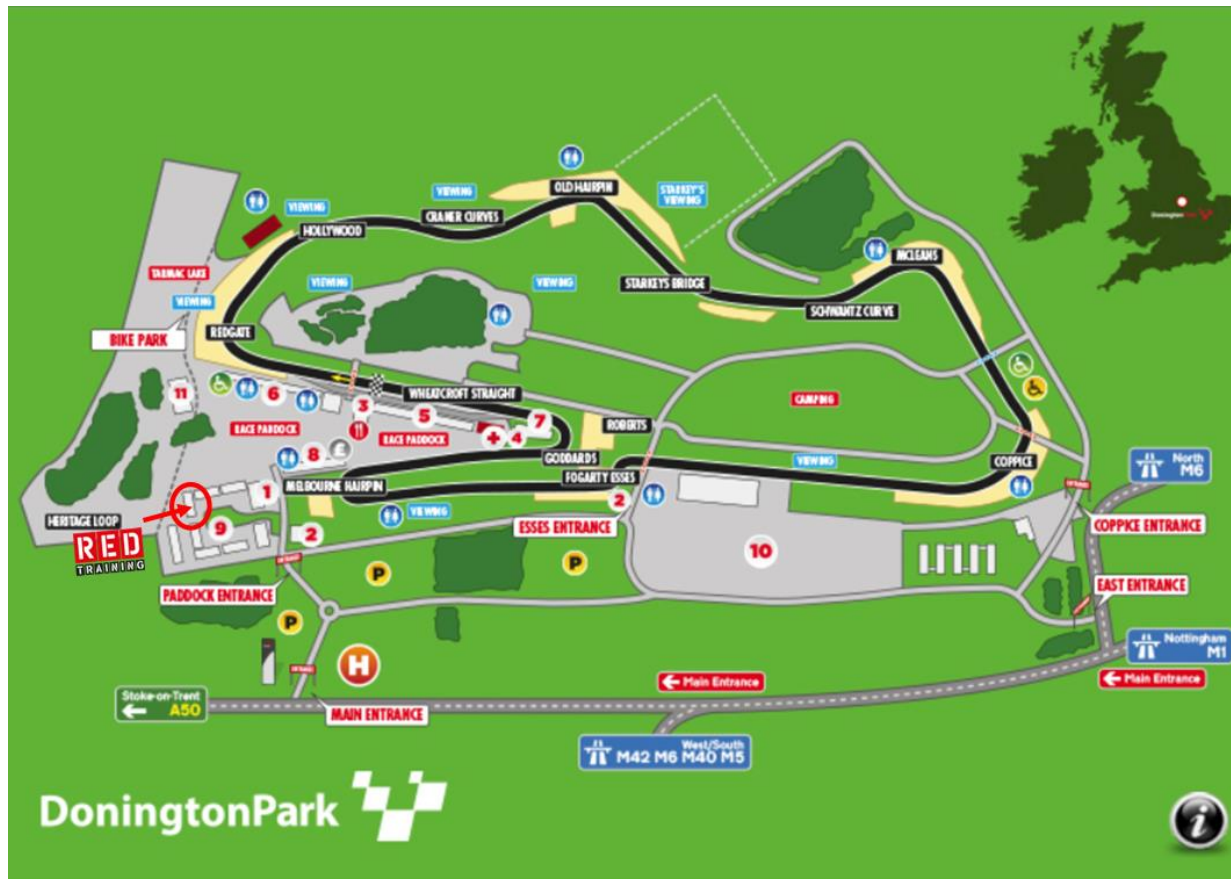 OLD HAIRPIN
VIEWING
STARKEY'S
VIEWING
CRANER CURVES
VIEWING
HOLLYWOOD
MCLEANS
TARMAC LAKE
VIEWING
VIEWING
STARKEYS BRIDGE
VIEWING
SCHWANTZ CURVE
BIKE PARK
REDGATE
11
6
WHEATCROFT STRAIGHT
CAMPING
3
5
7
RACE PADDOCK
RACE PADDOCK
4
ROBERTS
£
8
GODDARDS
VIEWING
COPPICE
North
M6
FOGARTY ESSES
1
MELBOURNE HAIRPIN
2
VIEWING
ESSES ENTRANCE
COPPKE ENTRANCE
HERITAGE LOOP
9
2
10
RED
TRAINING
P
P
PADDOCK ENTRANCE
EAST ENTRANCE
P
Nottingham
M1
H
Main Entrance
Main Entrance
Stoke-on-Trent
A50
MAIN ENTRANCE
West/South
M42 M6 M40 M5
DoningtonPark
i